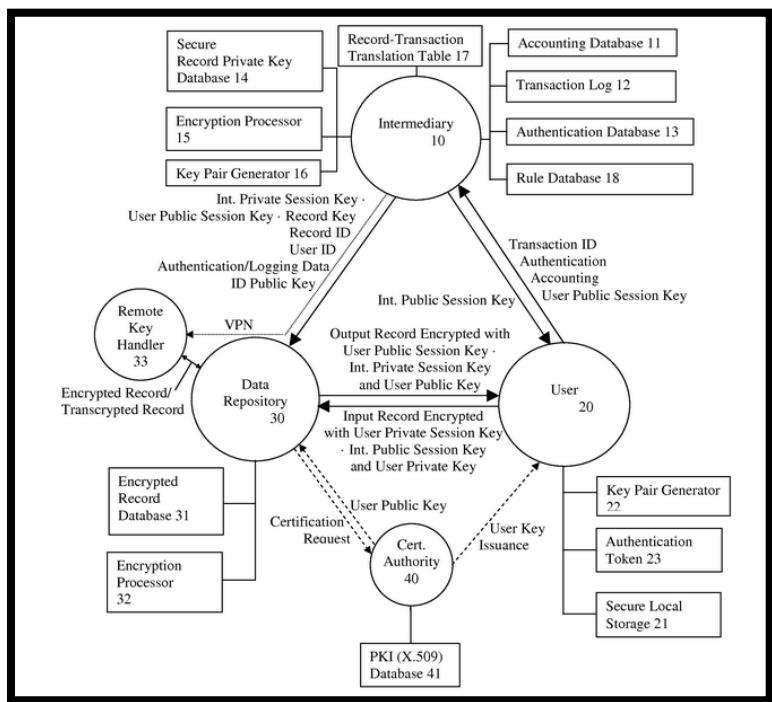 Secure
Record Private Key
Database 14
Record-Transaction
Translation Table 17
Accounting Database 11
Transaction Log 12
Encryption Processor
15
Intermediary
10
Authentication Database 13
Key Pair Generator 16
Rule Database 18
Int. Private Session Key ·
User Public Session Key · Record Key
Record ID
User ID
Authentication/Logging Data
ID Public Key
Transaction ID
Authentication
Accounting
User Public Session Key
Int. Public Session Key
Remote
Key
Handler
33
VPN
Encrypted Record/
Transcrypted Record
Data
Repository
30
Output Record Encrypted with
User Public Session Key ·
Int. Private Session Key
and User Public Key
User
20
Input Record Encrypted
with User Private Session Key
· Int. Public Session Key
and User Private Key
Encrypted
Record
Database 31
Encryption
Processor
32
Certification
Request
User Public Key
Cert.
Authority
40
User Key
Issuance
Key Pair Generator
22
Authentication
Token 23
Secure Local
Storage 21
PKI (X.509)
Database 41